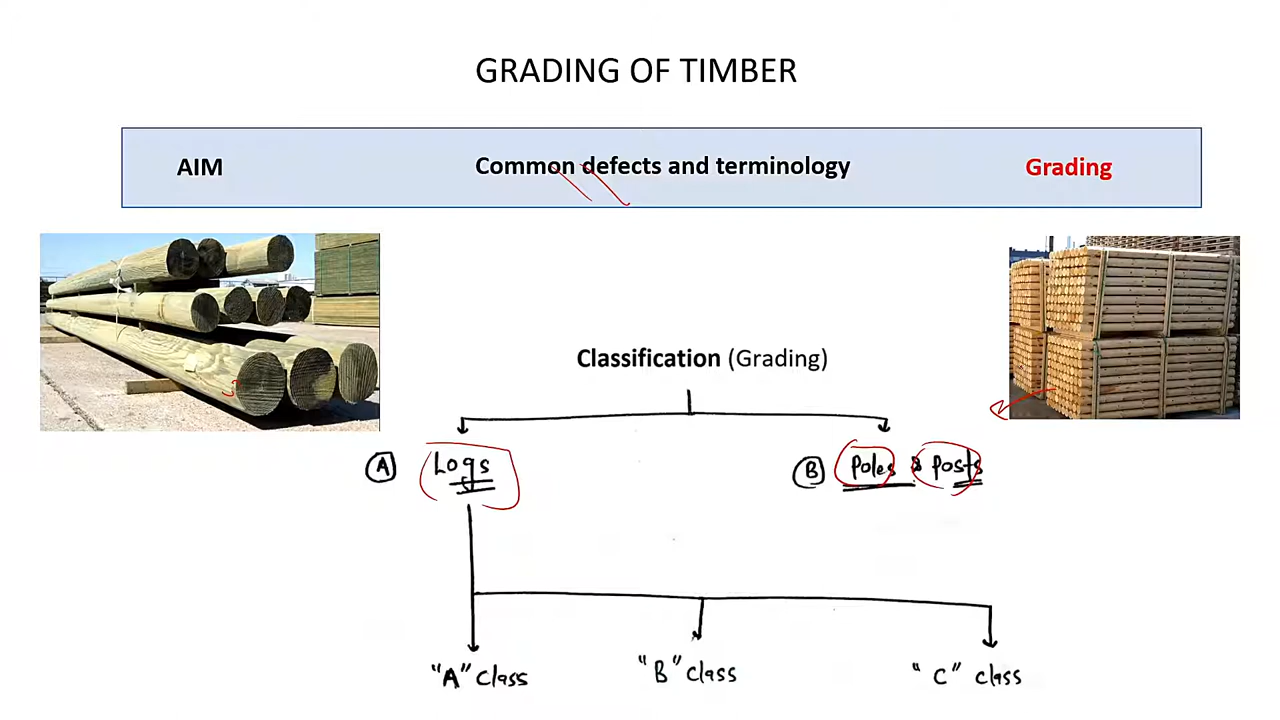 GRADING OF TIMBER
AIM Common defects and terminology Grading
Classification (Grading)
A Logs B Poles & Posts
"A" class "B" class "C" class